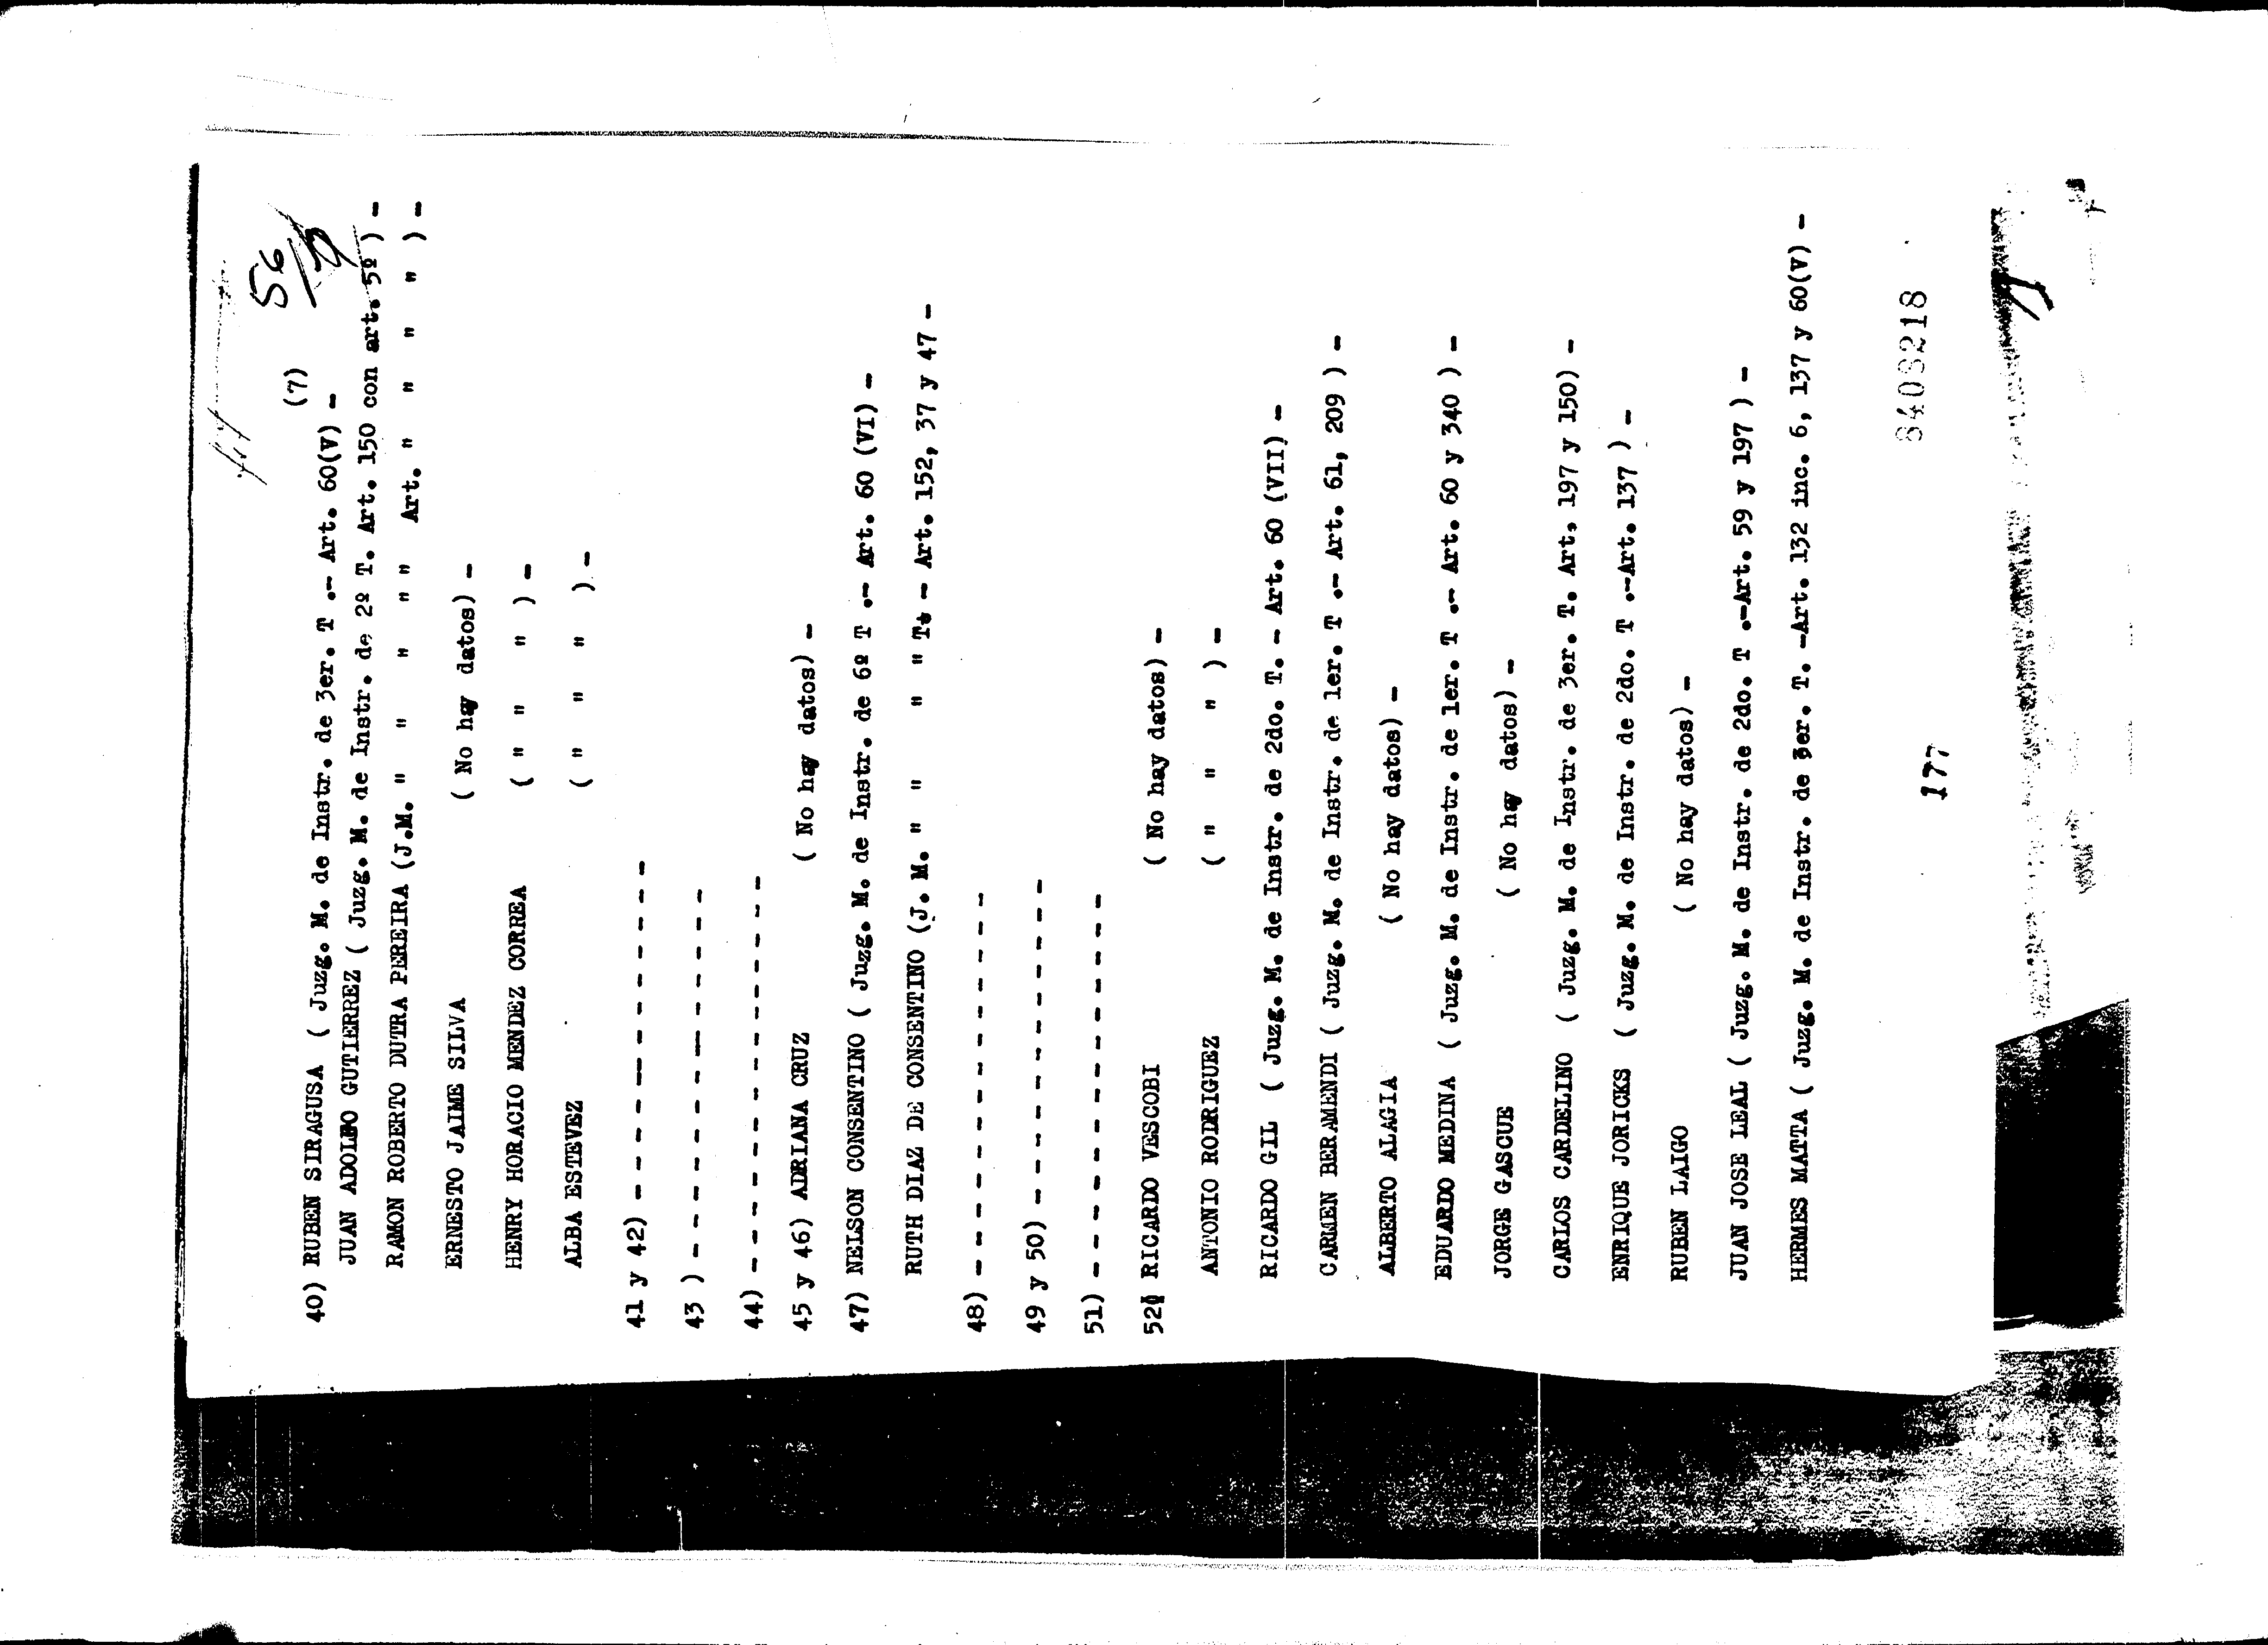 56
(7)
40) RUBEN SIRAGUSA ( Juzg. M. de Instr. de 3er. T .- Art. 60(V) -
JUAN ADOLFO GUTIERREZ ( Juzg. M. de Instr. de 2º T. Art. 150 con art. 5º ) -
RAMON ROBERTO DUTRA PEREIRA (J.M. " " " " " Art. " " " " ) -
ERNESTO JAIME SILVA ( No hay datos) -
HENRY HORACIO MENDEZ CORREA ( " " " ) -
ALBA ESTEVEZ ( " " " ) -
41 y 42) - - - - - - - - - - - - -
43 ) - - - - - - - - - - - - -
44) - - - - - - - - - - - - - -
45 y 46) ADRIANA CRUZ ( No hay datos) -
47) NELSON CONSENTINO ( Juzg. M. de Instr. de 6º T .- Art. 60 (VI) -
RUTH DIAZ DE CONSENTINO (J. M. " " " " T. - Art. 152, 37 y 47 -
48) - - - - - - - - - - - - - -
49 y 50) - - - - - - - - - - - -
51) - - - - - - - - - - - - - -
52) RICARDO VESCOBI ( No hay datos) -
ANTONIO RODRIGUEZ ( " " " ) -
RICARDO GIL ( Juzg. M. de Instr. de 2do. T. - Art. 60 (VII) -
CARMEN BERAMENDI ( Juzg. M. de Instr. de 1er. T .- Art. 61, 209 ) -
ALBERTO ALAGIA ( No hay datos) -
EDUARDO MEDINA ( Juzg. M. de Instr. de 1er. T .- Art. 60 y 340 ) -
JORGE GASCUE ( No hay datos) -
CARLOS CARDELINO ( Juzg. M. de Instr. de 3er. T. Art. 197 y 150) -
ENRIQUE JORICKS ( Juzg. M. de Instr. de 2do. T .-Art. 137 ) -
RUBEN LAIGO ( No hay datos) -
JUAN JOSE LEAL ( Juzg. M. de Instr. de 2do. T .-Art. 59 y 197 ) -
HERMES MATTA ( Juzg. M. de Instr. de 3er. T. -Art. 132 inc. 6, 137 y 60(V) -
8408218
177